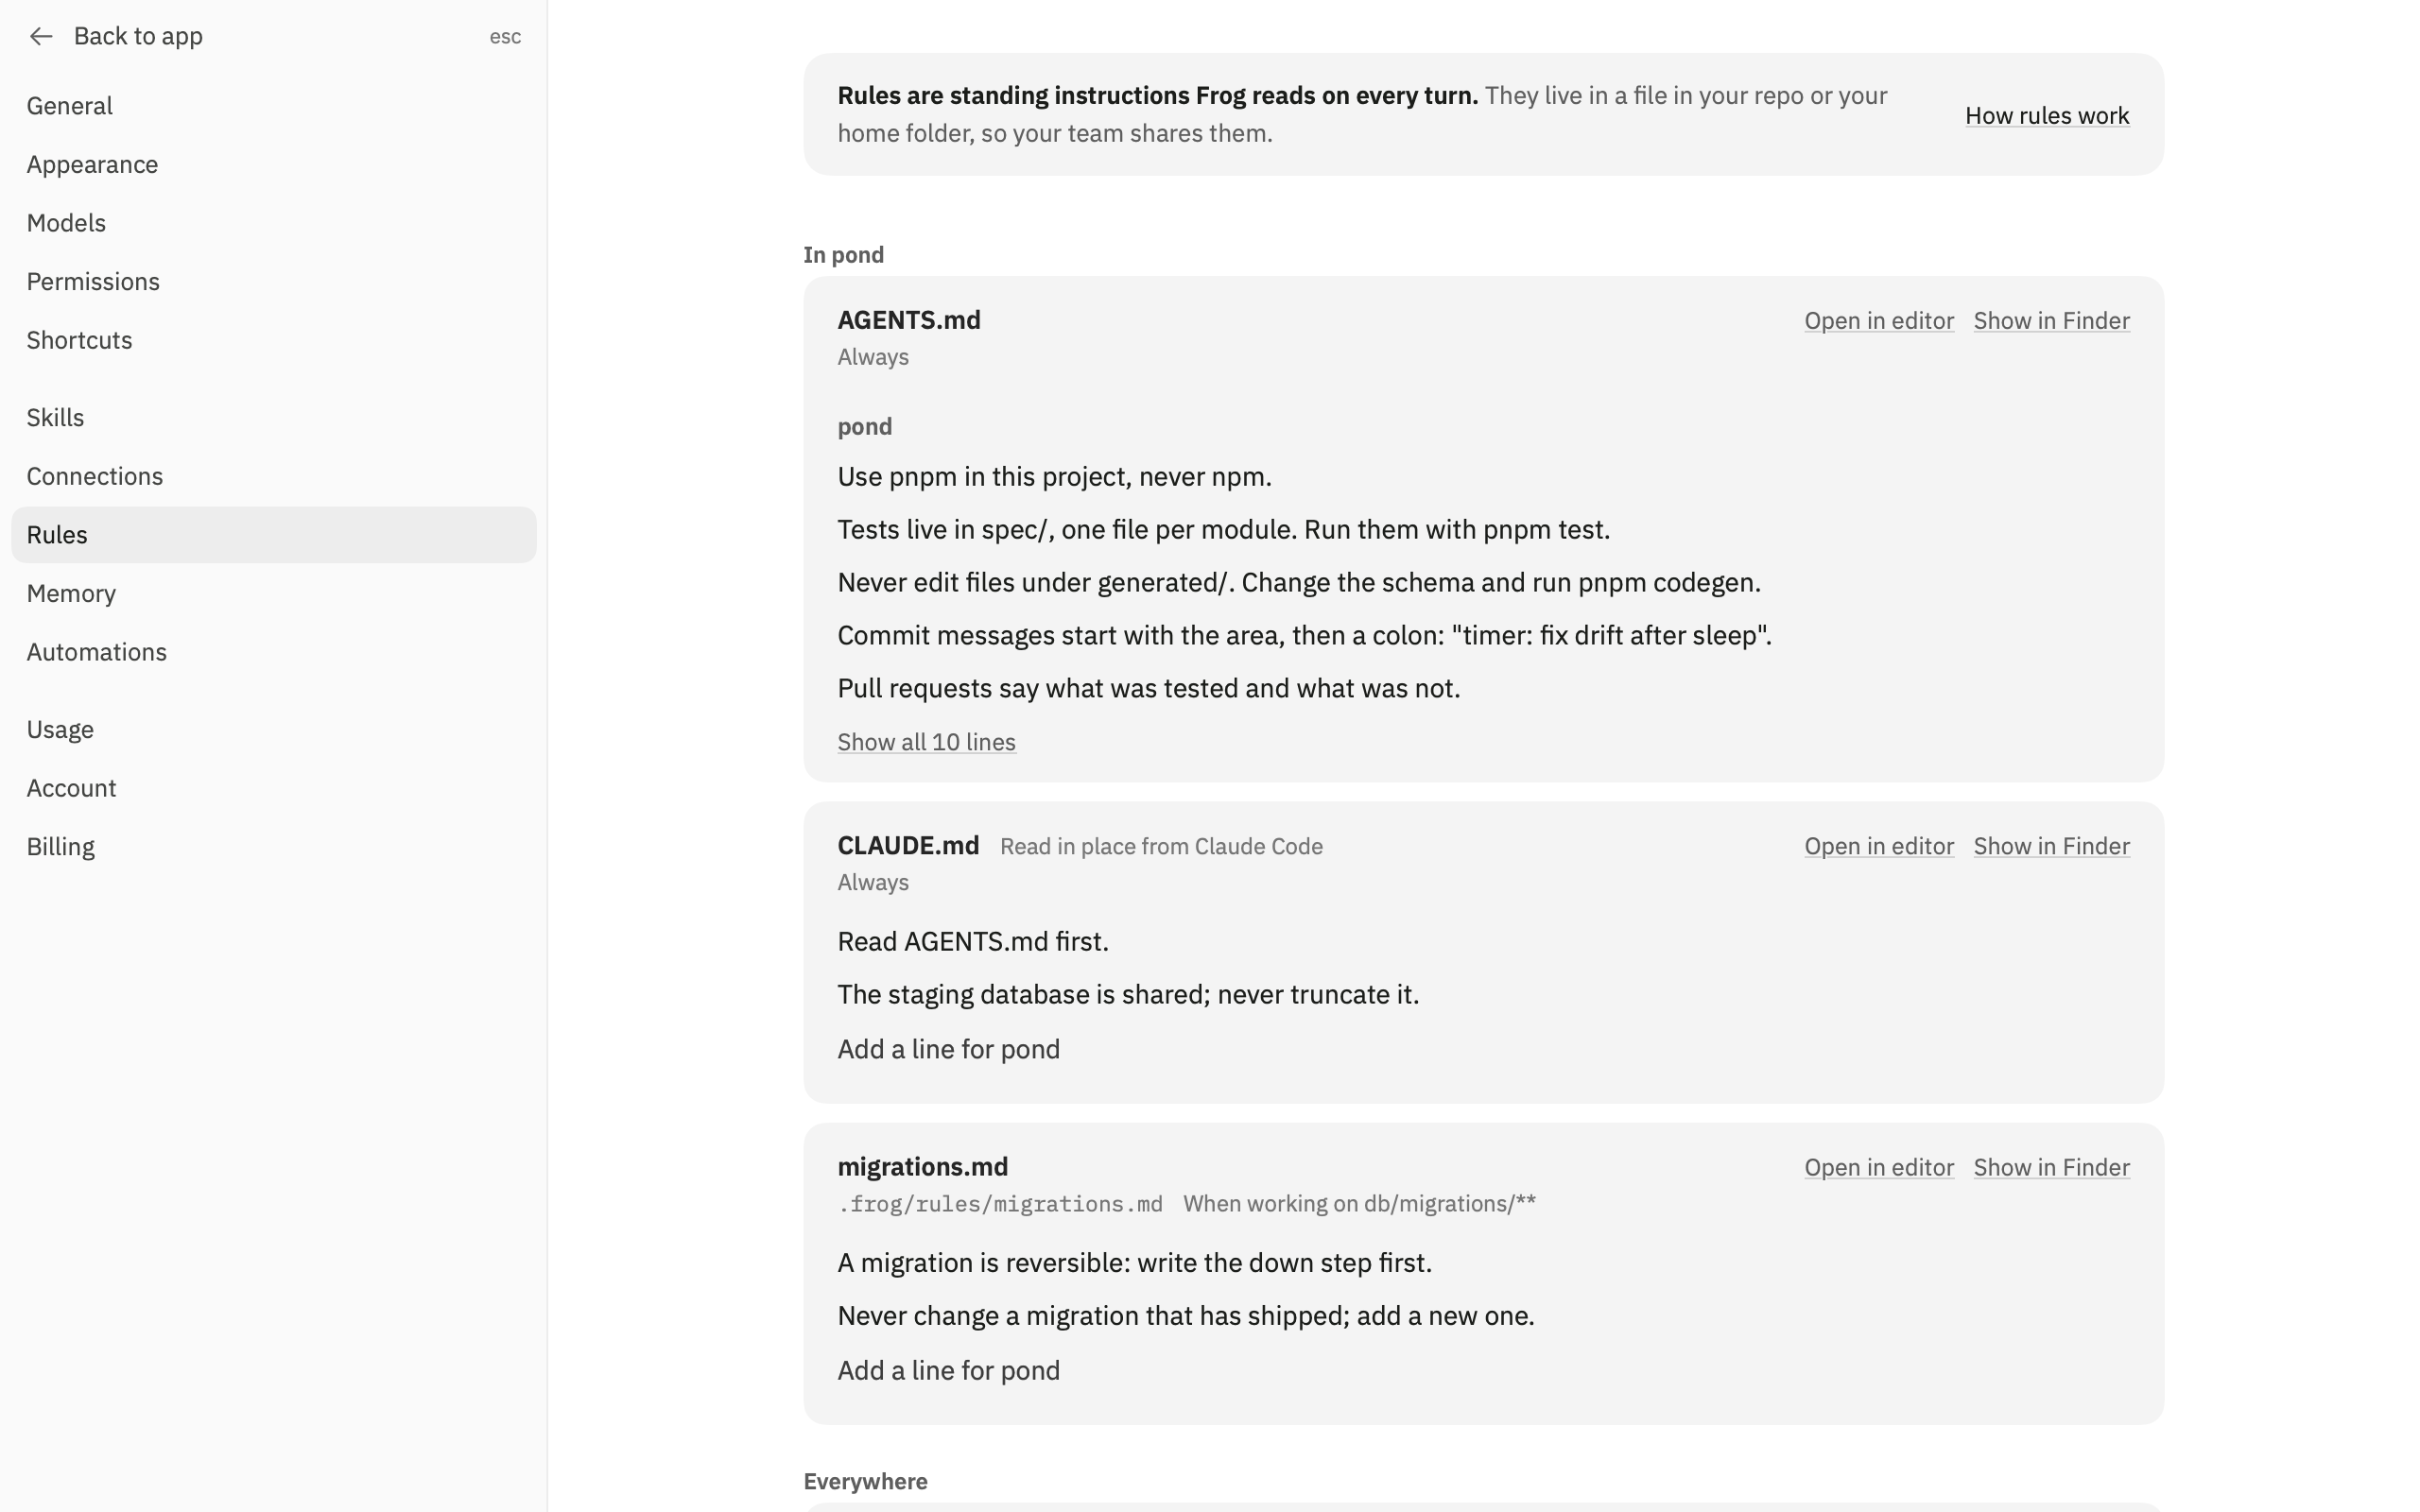 Back to app esc
General
Appearance
Models
Permissions
Shortcuts
Skills
Connections
Rules
Memory
Automations
Usage
Account
Billing
Rules are standing instructions Frog reads on every turn. They live in a file in your repo or your
home folder, so your team shares them.
How rules work
In pond
AGENTS.md Open in editor Show in Finder
Always
pond
Use pnpm in this project, never npm.
Tests live in spec/, one file per module. Run them with pnpm test.
Never edit files under generated/. Change the schema and run pnpm codegen.
Commit messages start with the area, then a colon: "timer: fix drift after sleep".
Pull requests say what was tested and what was not.
Show all 10 lines
CLAUDE.md Read in place from Claude Code Open in editor Show in Finder
Always
Read AGENTS.md first.
The staging database is shared; never truncate it.
Add a line for pond
migrations.md Open in editor Show in Finder
.frog/rules/migrations.md When working on db/migrations/**
A migration is reversible: write the down step first.
Never change a migration that has shipped; add a new one.
Add a line for pond
Everywhere